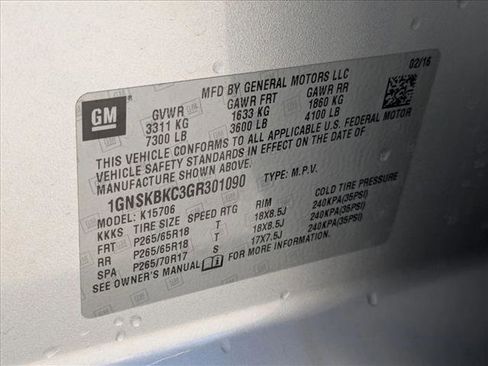 MFD BY GENERAL MOTORS LLC 02/16
GM GVWR GAWR FRT GAWR RR
3311 KG 1633 KG 1860 KG
7300 LB 3600 LB 4100 LB
THIS VEHICLE CONFORMS TO ALL APPLICABLE U.S. FEDERAL MOTOR
VEHICLE SAFETY STANDARDS IN EFFECT ON THE DATE OF
MANUFACTURE SHOWN ABOVE.
1GNSKBKC3GR301090 TYPE: M.P.V.
MODEL: K15706
KKKS TIRE SIZE SPEED RTG RIM COLD TIRE PRESSURE
FRT P265/65R18 T 18X8.5J 240KPA(35PSI)
RR P265/65R18 T 18X8.5J 240KPA(35PSI)
SPA P265/70R17 S 17X7.5J 240KPA(35PSI)
SEE OWNER'S MANUAL FOR MORE INFORMATION.